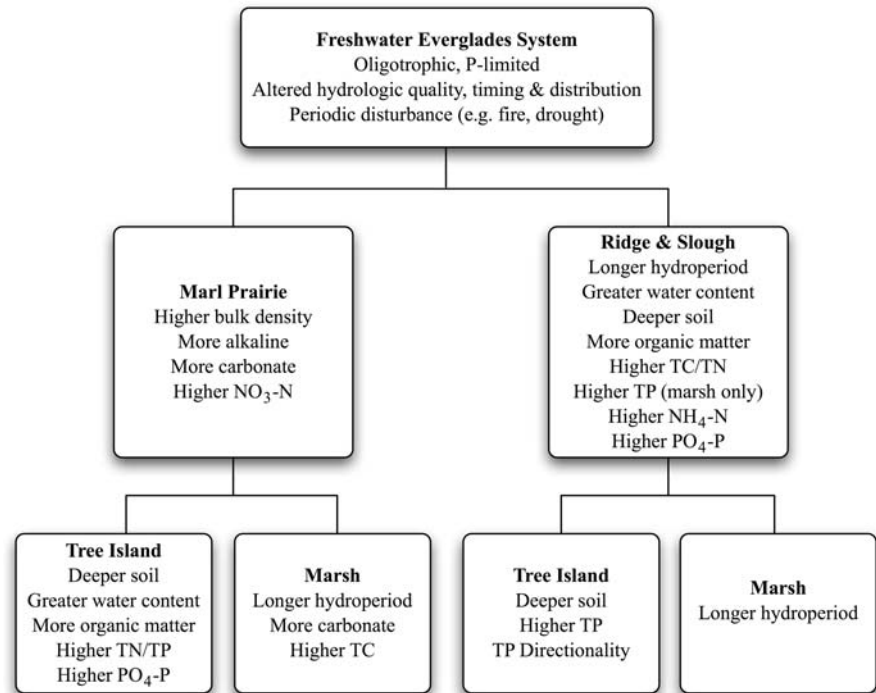 Freshwater Everglades System
Oligotrophic, P-limited
Altered hydrologic quality, timing & distribution
Periodic disturbance (e.g. fire, drought)
Marl Prairie
Higher bulk density
More alkaline
More carbonate
Higher NO3-N
Ridge & Slough
Longer hydroperiod
Greater water content
Deeper soil
More organic matter
Higher TC/TN
Higher TP (marsh only)
Higher NH4-N
Higher PO4-P
Tree Island
Deeper soil
Greater water content
More organic matter
Higher TN/TP
Higher PO4-P
Marsh
Longer hydroperiod
More carbonate
Higher TC
Tree Island
Deeper soil
Higher TP
TP Directionality
Marsh
Longer hydroperiod